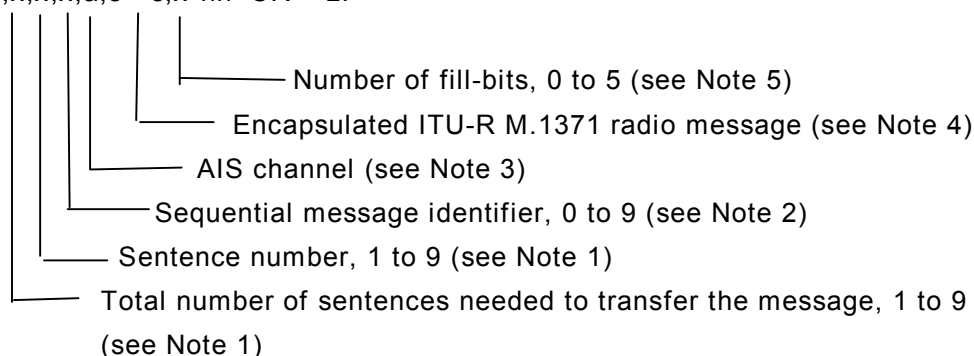 Number of fill-bits, 0 to 5 (see Note 5)
Encapsulated ITU-R M.1371 radio message (see Note 4)
AIS channel (see Note 3)
Sequential message identifier, 0 to 9 (see Note 2)
Sentence number, 1 to 9 (see Note 1)
Total number of sentences needed to transfer the message, 1 to 9
(see Note 1)